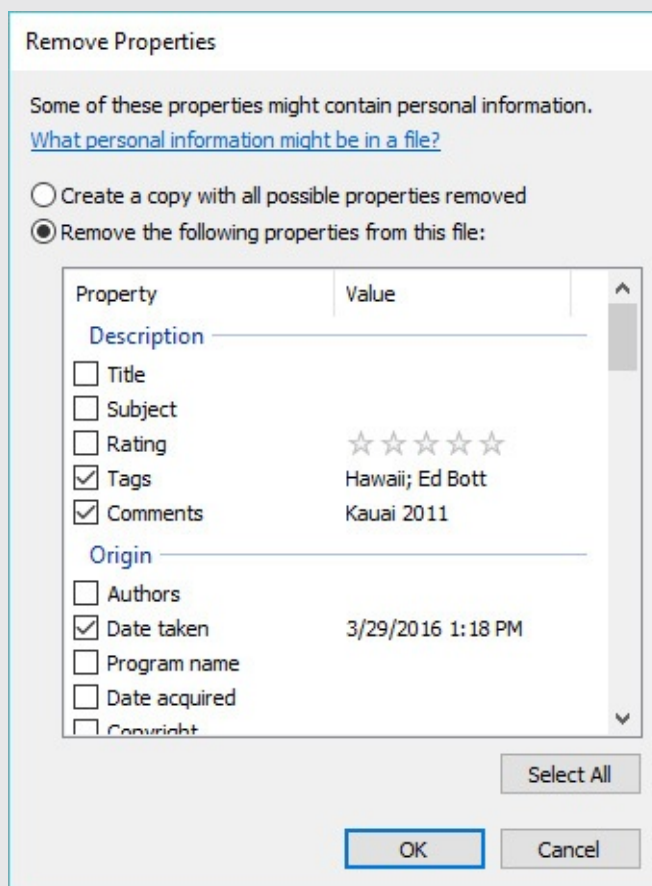 Remove Properties
Some of these properties might contain personal information.
What personal information might be in a file?
Create a copy with all possible properties removed
Remove the following properties from this file:
Property Value
Description
Title
Subject
Rating
Tags Hawaii; Ed Bott
Comments Kauai 2011
Origin
Authors
Date taken 3/29/2016 1:18 PM
Program name
Date acquired
Copyright
Select All
OK Cancel